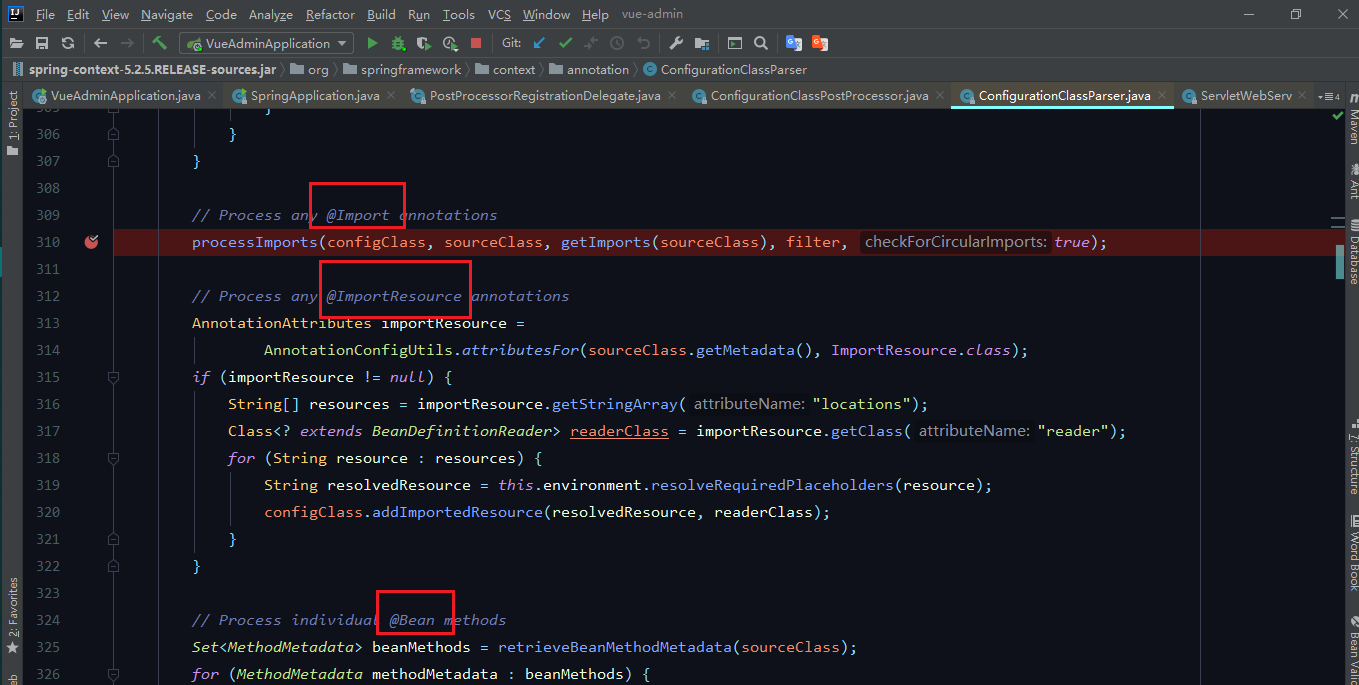 File Edit View Navigate Code Analyze Refactor Build Run Tools VCS Window Help vue-admin
VueAdminApplication Git:
spring-context-5.2.5.RELEASE-sources.jar org springframework context annotation ConfigurationClassParser
VueAdminApplication.java SpringApplication.java PostProcessorRegistrationDelegate.java ConfigurationClassPostProcessor.java ConfigurationClassParser.java ServletWebServ 4
1: Project
2: Favorites
Maven
Ant
Database
7: Structure
Word Book
305 }
306 }
307 }
308
309 // Process any @Import annotations
310 processImports(configClass, sourceClass, getImports(sourceClass), filter, checkForCircularImports: true);
311
312 // Process any @ImportResource annotations
313 AnnotationAttributes importResource =
314 AnnotationConfigUtils.attributesFor(sourceClass.getMetadata(), ImportResource.class);
315 if (importResource != null) {
316 String[] resources = importResource.getStringArray( attributeName: "locations");
317 Class<? extends BeanDefinitionReader> readerClass = importResource.getClass( attributeName: "reader");
318 for (String resource : resources) {
319 String resolvedResource = this.environment.resolveRequiredPlaceholders(resource);
320 configClass.addImportedResource(resolvedResource, readerClass);
321 }
322 }
323
324 // Process individual @Bean methods
325 Set<MethodMetadata> beanMethods = retrieveBeanMethodMetadata(sourceClass);
326 for (MethodMetadata methodMetadata : beanMethods) {